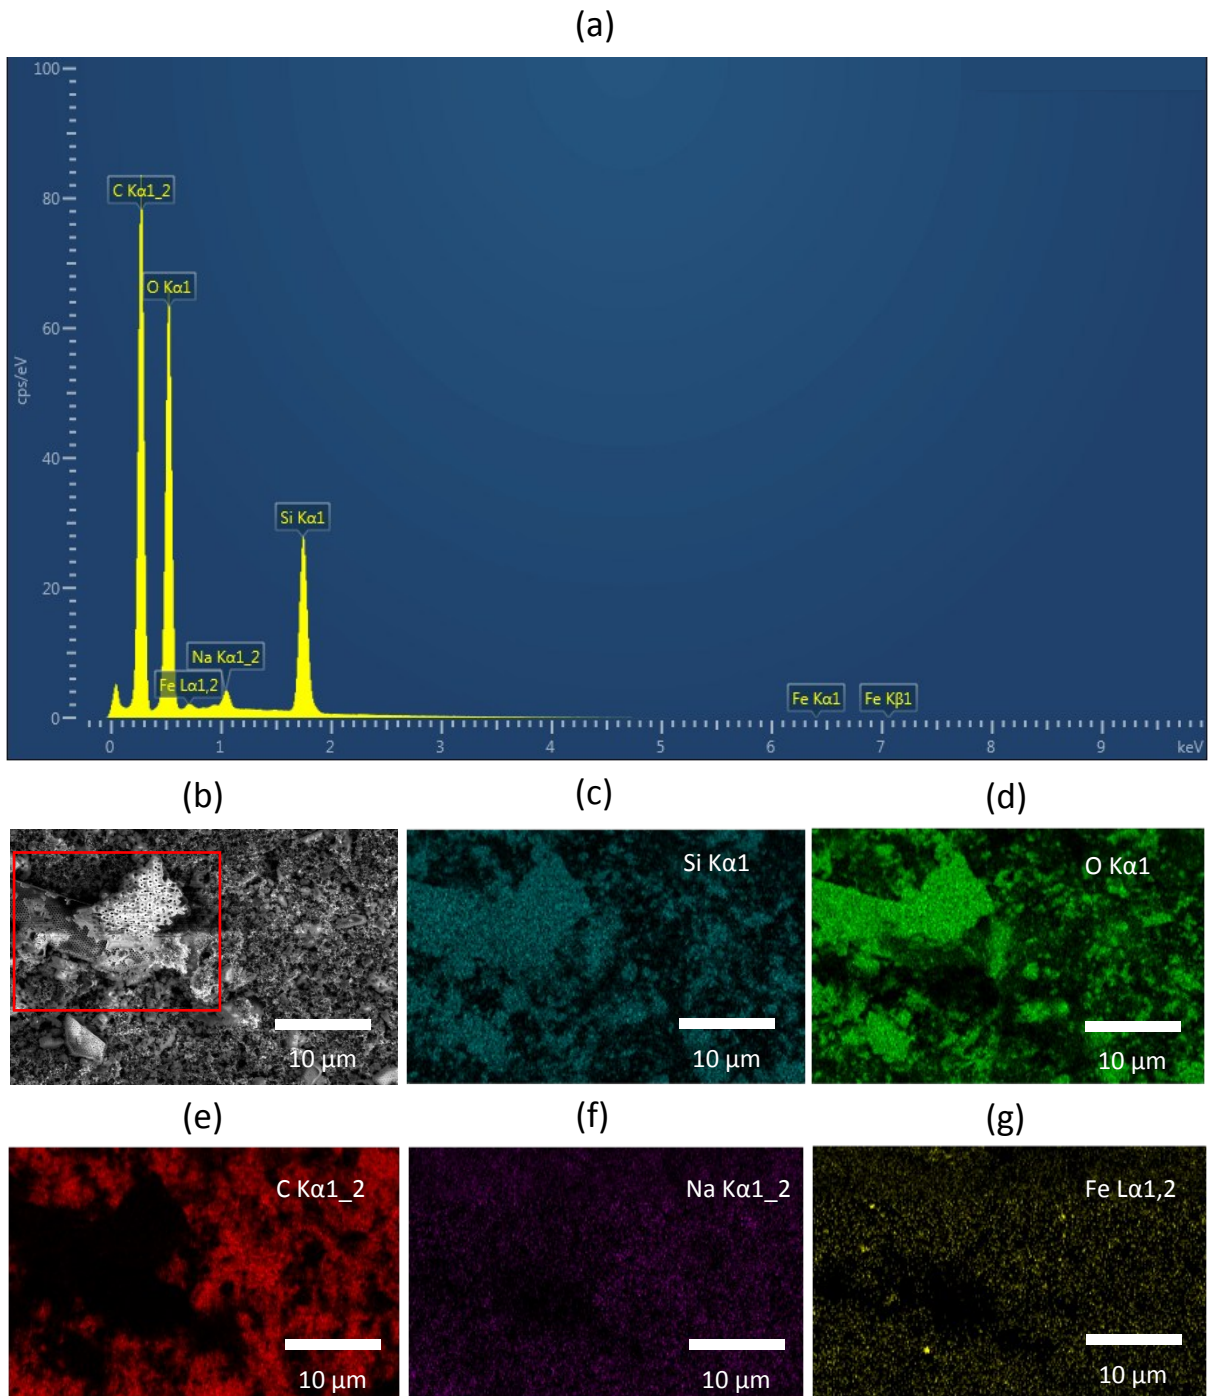 (a)
100
80
60
40
20
0
cps/eV
C Kα1_2
O Kα1
Si Kα1
Na Kα1_2
Fe Lα1,2
Fe Kα1
Fe Kβ1
0 1 2 3 4 5 6 7 8 9 keV
(b) (c) (d)
Si Kα1
O Kα1
10 µm
10 µm
10 µm
(e) (f) (g)
C Kα1_2
Na Kα1_2
Fe Lα1,2
10 µm
10 µm
10 µm